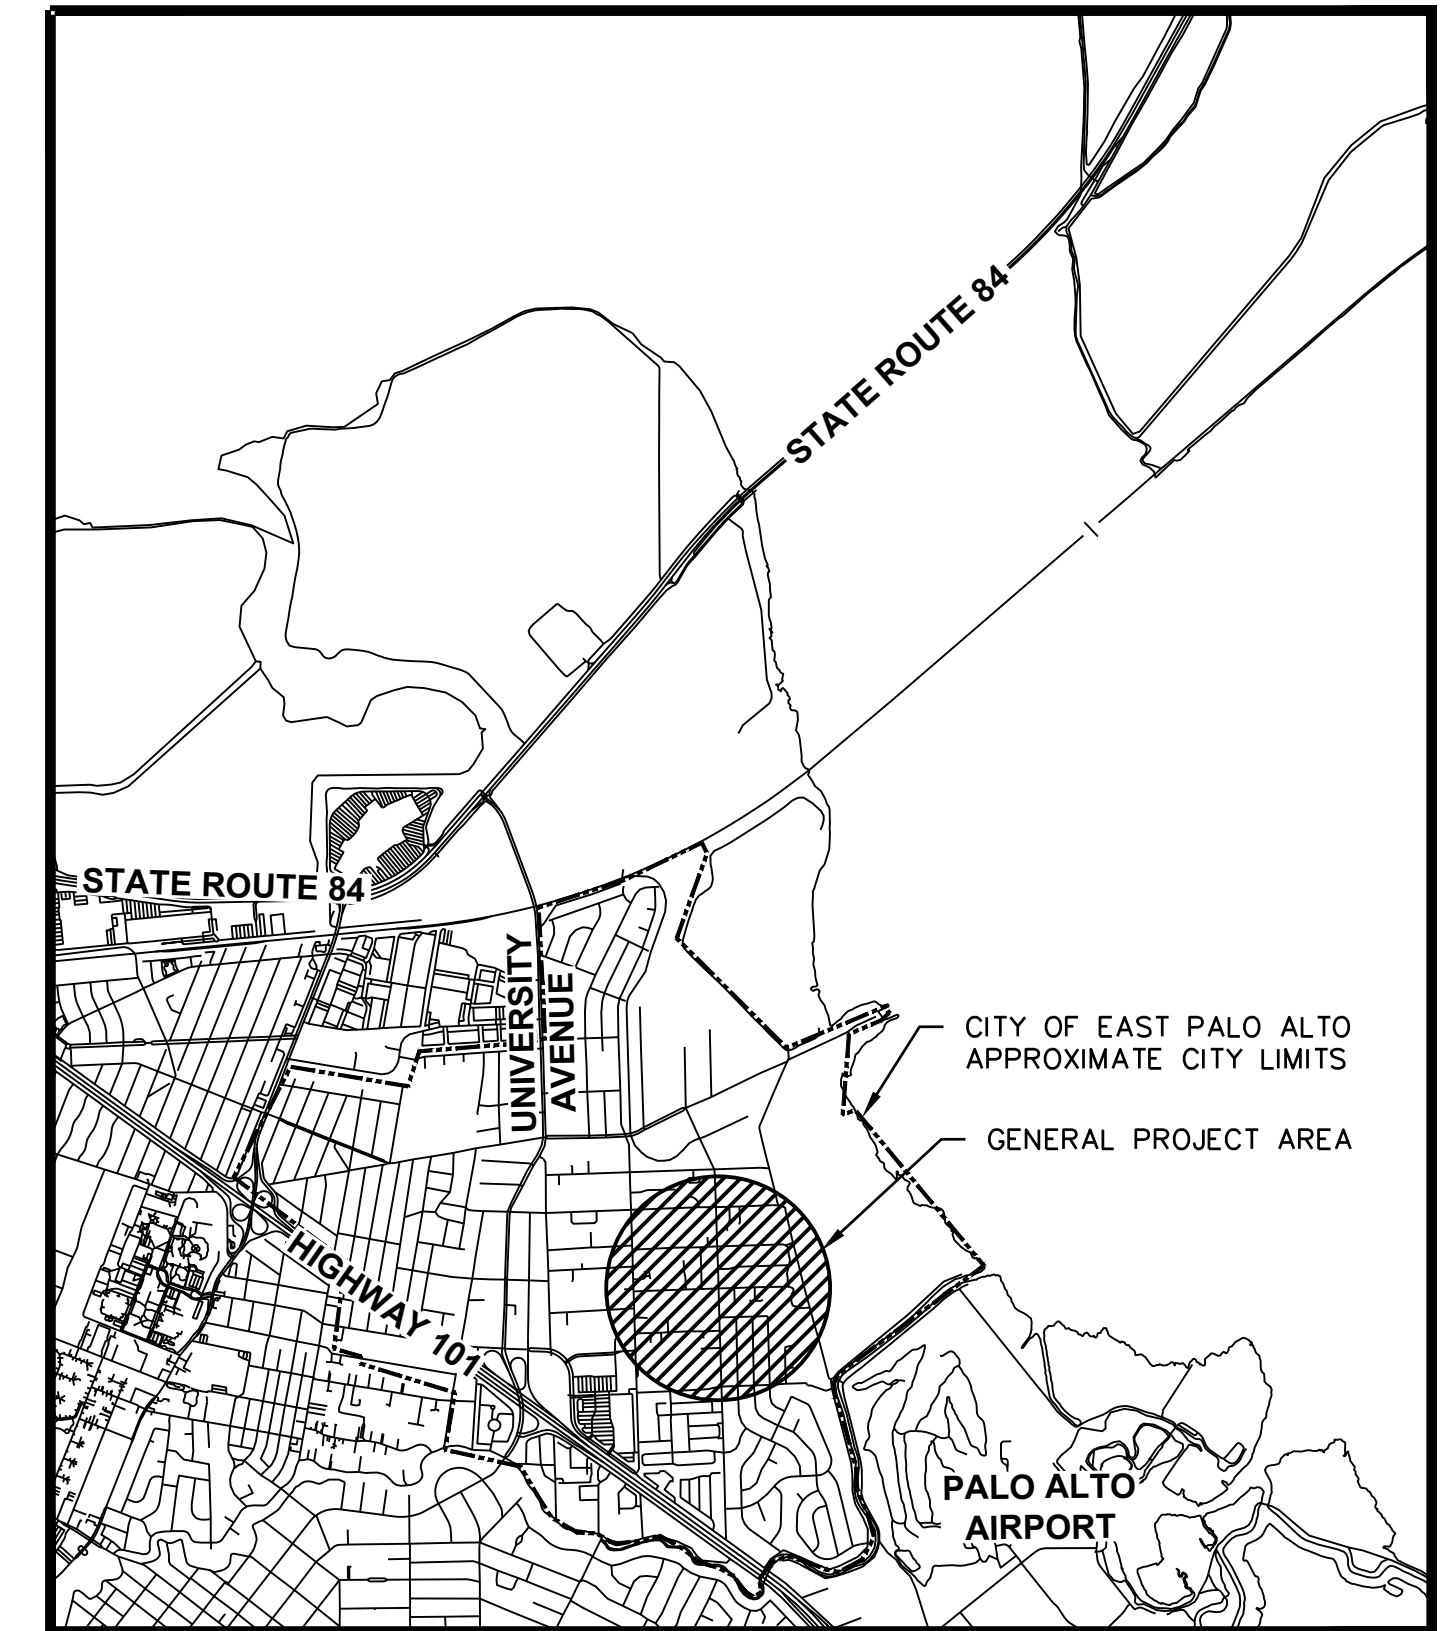 STATE ROUTE 84
STATE ROUTE 84
UNIVERSITY
AVENUE
CITY OF EAST PALO ALTO
APPROXIMATE CITY LIMITS
GENERAL PROJECT AREA
HIGHWAY 101
PALO ALTO
AIRPORT